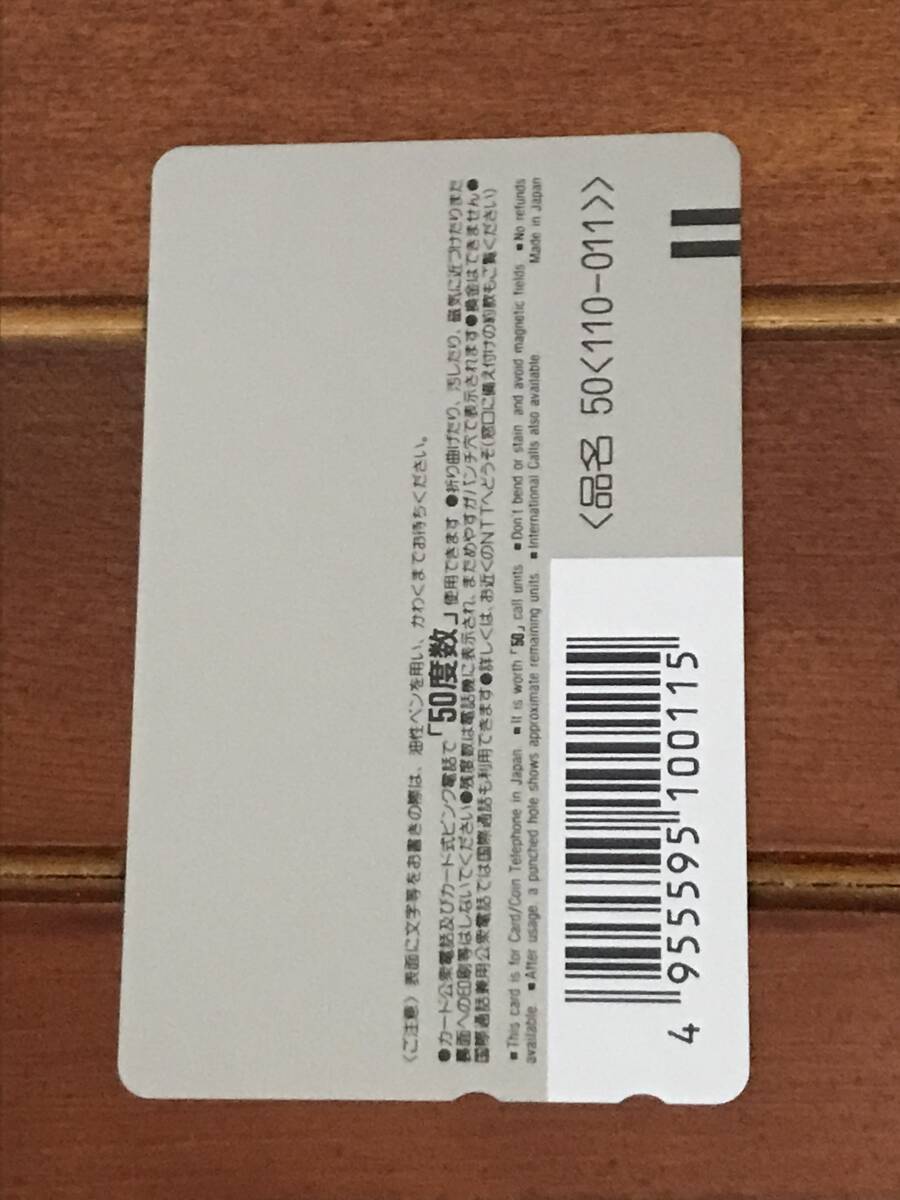 〈ご注意〉表面に文字等をお書きの際は、油性ペンを用い、かわくまでお待ちください。
●カード公衆電話及びカード式ピンク電話で「50度数」使用できます ●折り曲げたり、汚したり、磁気に近づけたりまた
裏面への印刷等はしないでください●残度数は電話機に表示され、まためやすがパンチ穴で表示されます●換金はできません●
国際通話兼用公衆電話では国際通話も利用できます●詳しくは、お近くのNTTへどうぞ(窓口に備え付けの約款もご覧ください)
■This card is for Card/Coin Telephone in Japan. ■It is worth「50」call units ■Don't bend or stain and avoid magnetic fields ■No refunds
available. ■After usage, a punched hole shows approximate remaining units. ■International Calls also available. Made in Japan
〈品名 50〈110-011〉〉
4 955595 100115